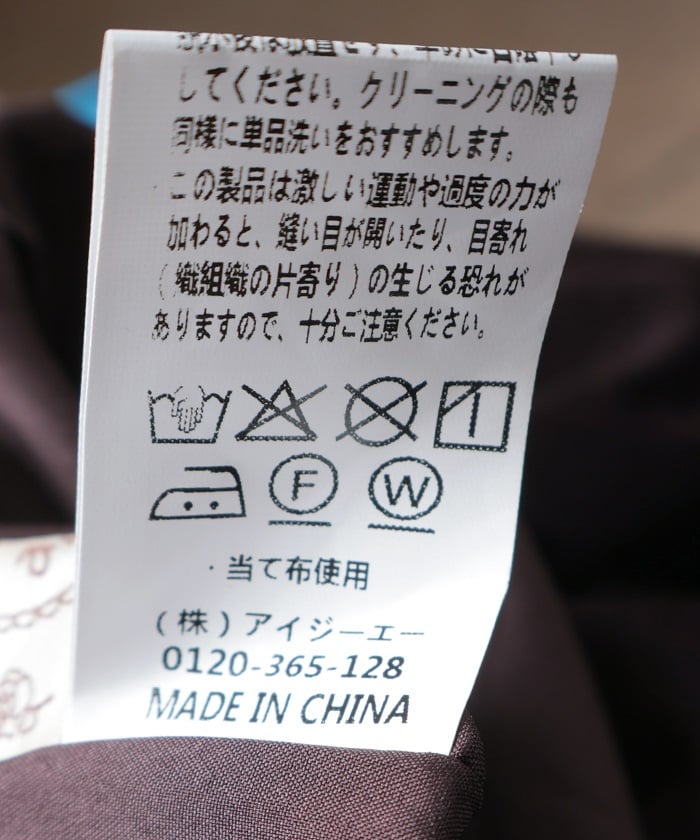 してください。クリーニングの際も
同様に単品洗いをおすすめします。
この製品は激しい運動や過度の力が
加わると、縫い目が開いたり、目寄れ
(織組織の片寄り)の生じる恐れが
ありますので、十分ご注意ください。
F W
・当て布使用
(株)アイジーエー
0120-365-128
MADE IN CHINA